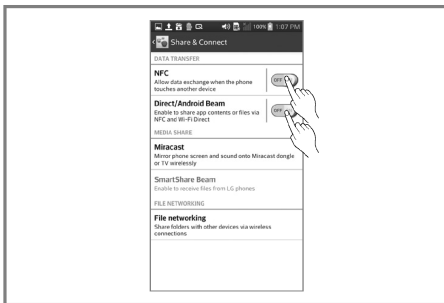 100% 1:07 PM
Share & Connect
DATA TRANSFER
NFC
Allow data exchange when the phone
touches another device
OFF
Direct/Android Beam
Enable to share app contents or files via
NFC and Wi-Fi Direct
OFF
MEDIA SHARE
Miracast
Mirror phone screen and sound onto Miracast dongle
or TV wirelessly
SmartShare Beam
Enable to receive files from LG phones
FILE NETWORKING
File networking
Share folders with other devices via wireless
connections